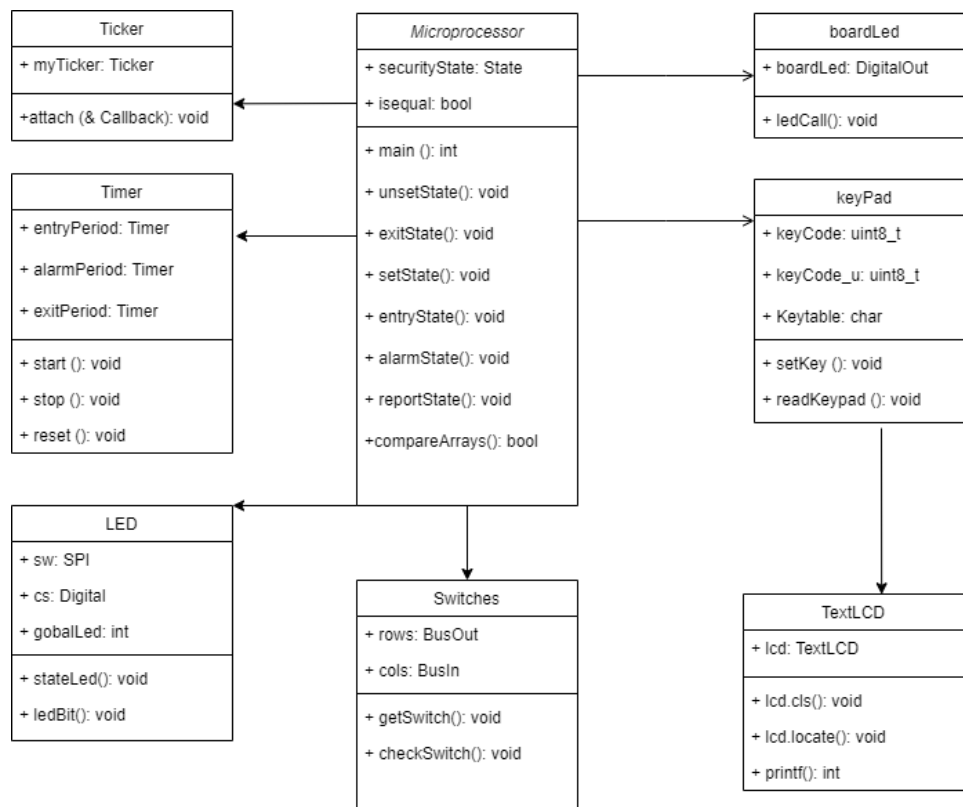 Ticker
+ myTicker: Ticker
+attach (& Callback): void
Timer
+ entryPeriod: Timer
+ alarmPeriod: Timer
+ exitPeriod: Timer
+ start (): void
+ stop (): void
+ reset (): void
LED
+ sw: SPI
+ cs: Digital
+ gobalLed: int
+ stateLed(): void
+ ledBit(): void
Microprocessor
+ securityState: State
+ isequal: bool
+ main (): int
+ unsetState(): void
+ exitState(): void
+ setState(): void
+ entryState(): void
+ alarmState(): void
+ reportState(): void
+compareArrays(): bool
Switches
+ rows: BusOut
+ cols: BusIn
+ getSwitch(): void
+ checkSwitch(): void
boardLed
+ boardLed: DigitalOut
+ ledCall(): void
keyPad
+ keyCode: uint8_t
+ keyCode_u: uint8_t
+ Keytable: char
+ setKey (): void
+ readKeypad (): void
TextLCD
+ lcd: TextLCD
+ lcd.cls(): void
+ lcd.locate(): void
+ printf(): int